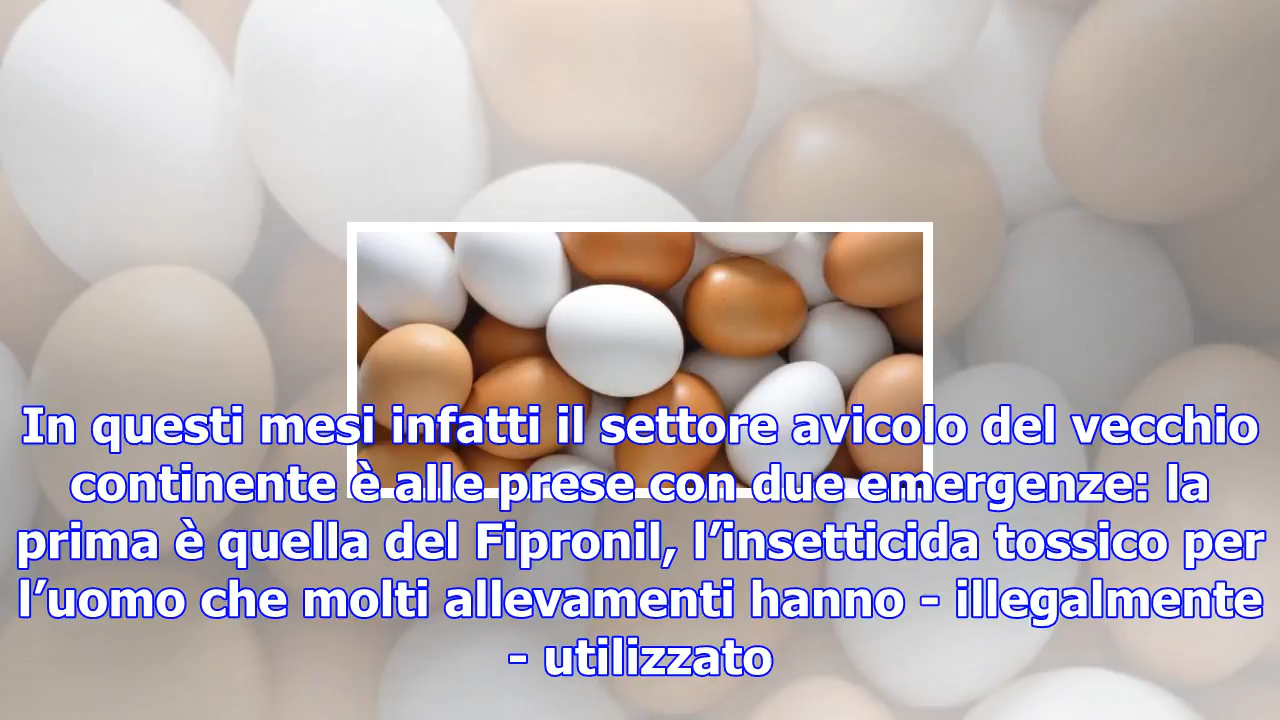 In questi mesi infatti il settore avicolo del vecchio
continente è alle prese con due emergenze: la
prima è quella del Fipronil, l’insetticida tossico per
l’uomo che molti allevamenti hanno - illegalmente
- utilizzato